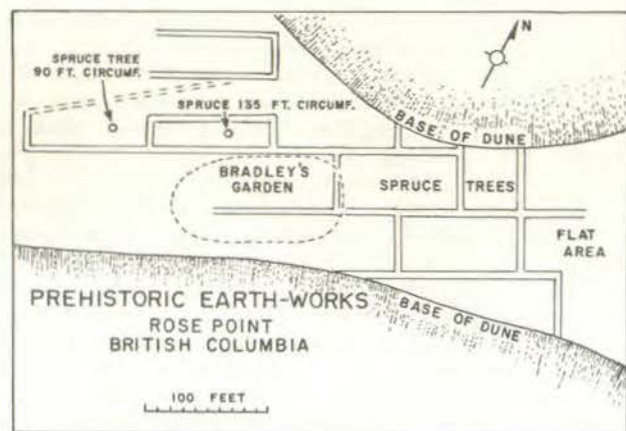 N
SPRUCE TREE
90 FT. CIRCUMF.
SPRUCE 135 FT. CIRCUMF.
BASE OF DUNE
BRADLEY'S
GARDEN
SPRUCE TREES
FLAT
AREA
BASE OF DUNE
PREHISTORIC EARTH-WORKS
ROSE POINT
BRITISH COLUMBIA
100 FEET